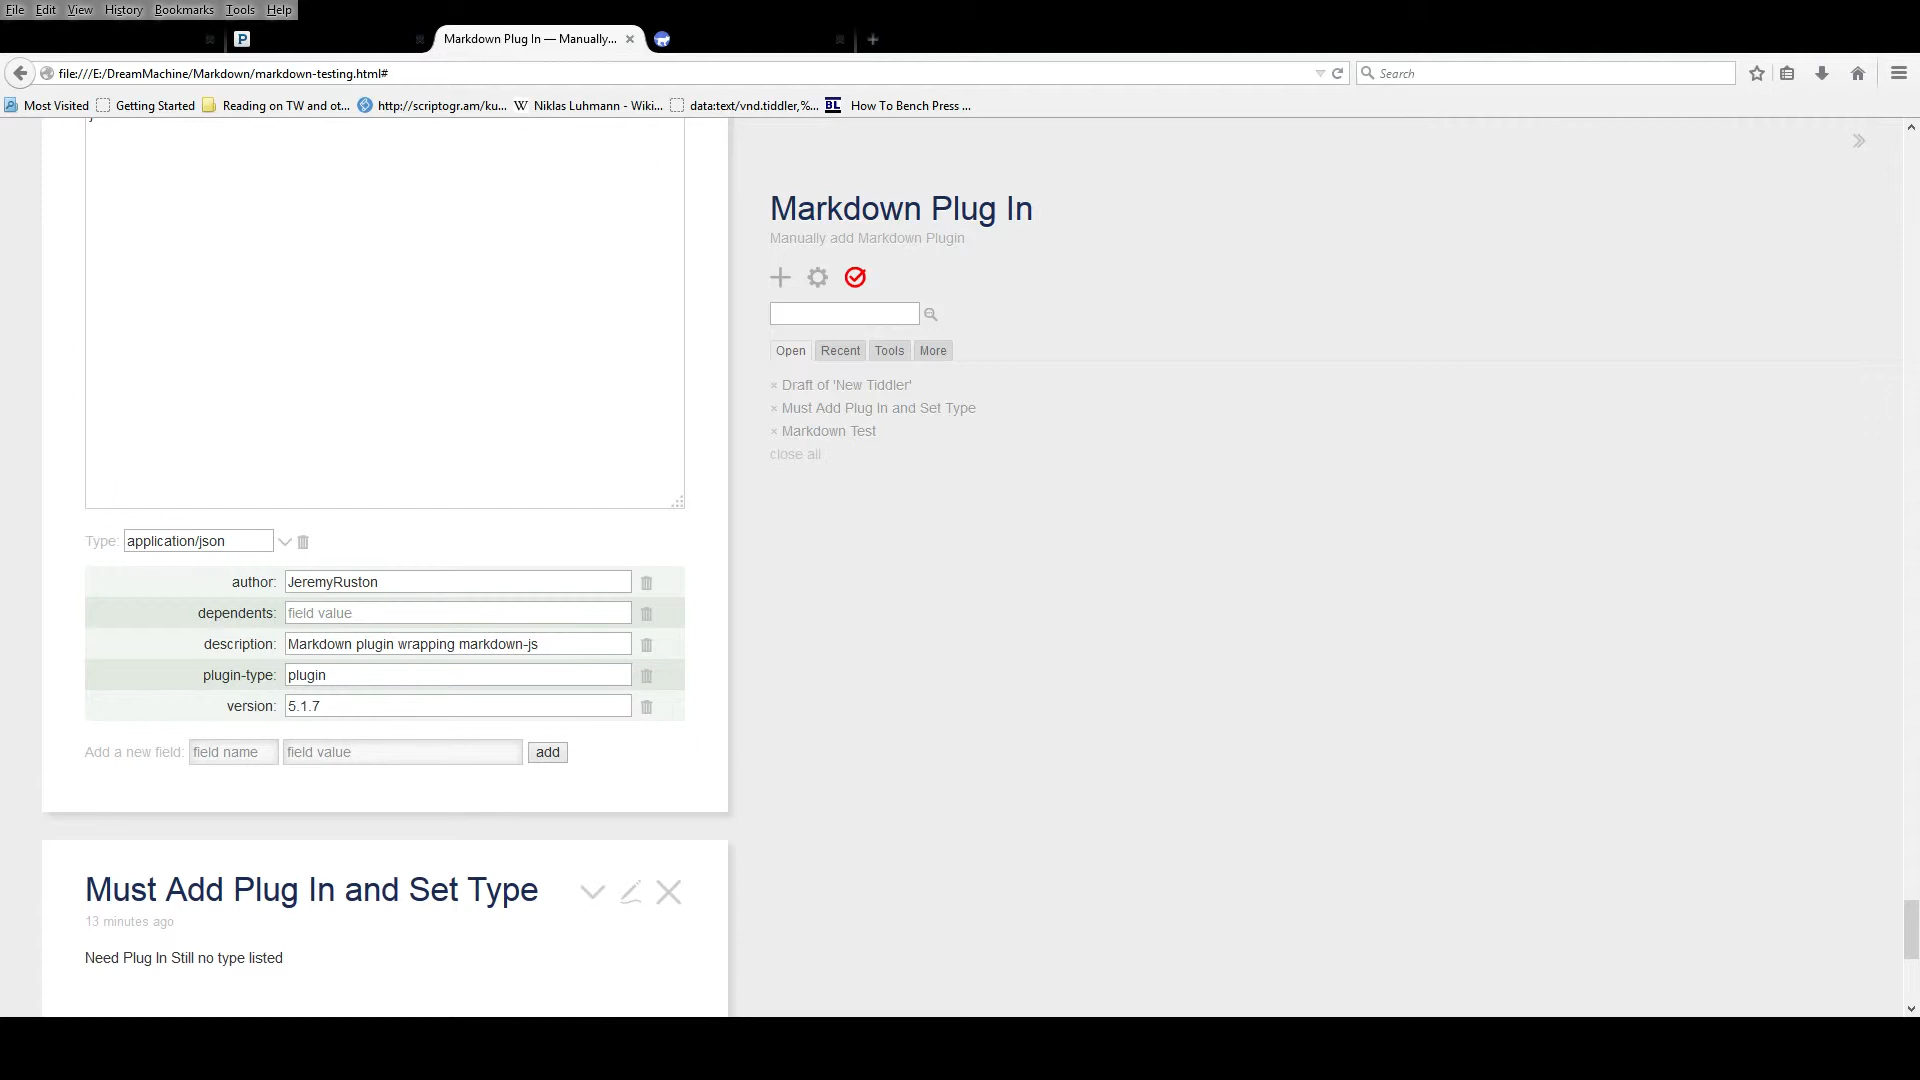 File Edit View History Bookmarks Tools Help
P
Markdown Plug In — Manually...
file:///E:/DreamMachine/Markdown/markdown-testing.html#
Search
Most Visited Getting Started Reading on TW and ot... http://scriptogr.am/ku... W Niklas Luhmann - Wiki... data:text/vnd.tiddler,%... BL How To Bench Press ...
Markdown Plug In
Manually add Markdown Plugin
Open Recent Tools More
× Draft of 'New Tiddler'
× Must Add Plug In and Set Type
× Markdown Test
close all
Type: application/json
author: JeremyRuston
dependents: field value
description: Markdown plugin wrapping markdown-js
plugin-type: plugin
version: 5.1.7
Add a new field: field name field value add
Must Add Plug In and Set Type
13 minutes ago
Need Plug In Still no type listed